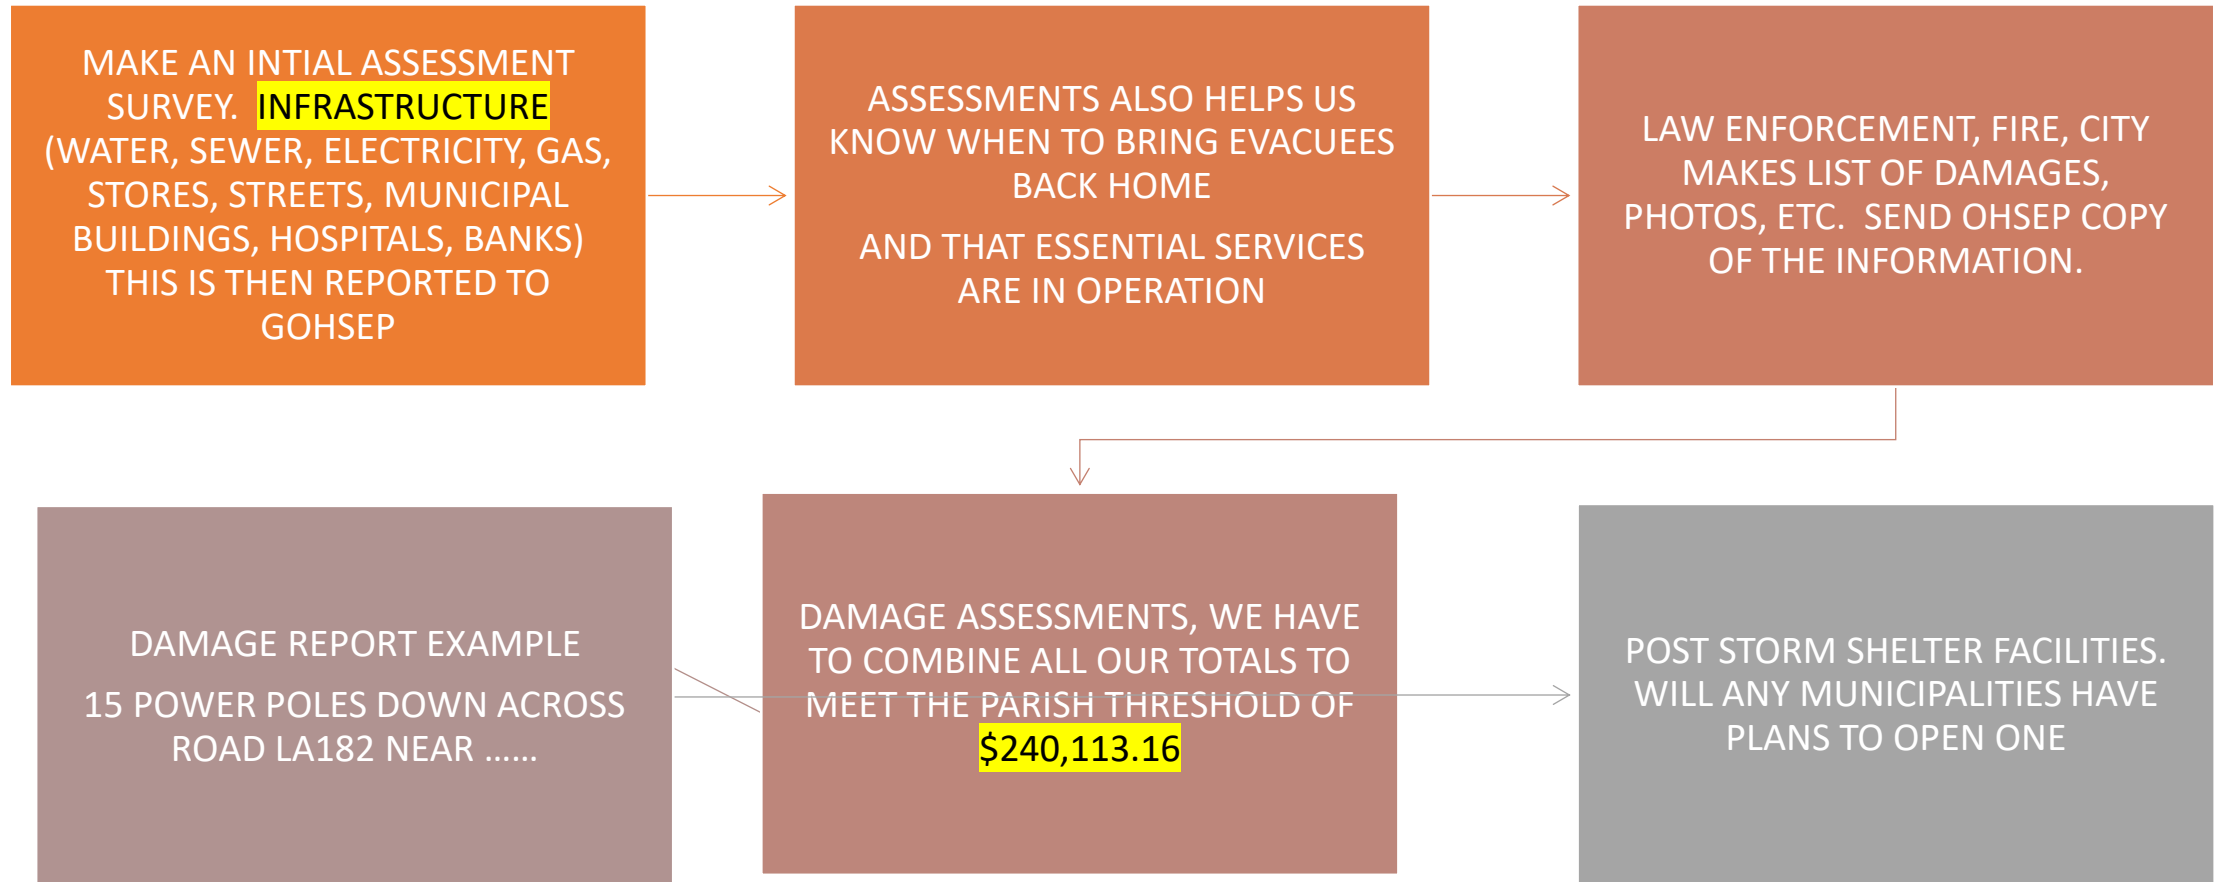 MAKE AN INTIAL ASSESSMENT
SURVEY. INFRASTRUCTURE
(WATER, SEWER, ELECTRICITY, GAS,
STORES, STREETS, MUNICIPAL
BUILDINGS, HOSPITALS, BANKS)
THIS IS THEN REPORTED TO
GOHSEP
ASSESSMENTS ALSO HELPS US
KNOW WHEN TO BRING EVACUEES
BACK HOME
AND THAT ESSENTIAL SERVICES
ARE IN OPERATION
LAW ENFORCEMENT, FIRE, CITY
MAKES LIST OF DAMAGES,
PHOTOS, ETC. SEND OHSEP COPY
OF THE INFORMATION.
DAMAGE REPORT EXAMPLE
15 POWER POLES DOWN ACROSS
ROAD LA182 NEAR ......
DAMAGE ASSESSMENTS, WE HAVE
TO COMBINE ALL OUR TOTALS TO
MEET THE PARISH THRESHOLD OF
$240,113.16
POST STORM SHELTER FACILITIES.
WILL ANY MUNICIPALITIES HAVE
PLANS TO OPEN ONE